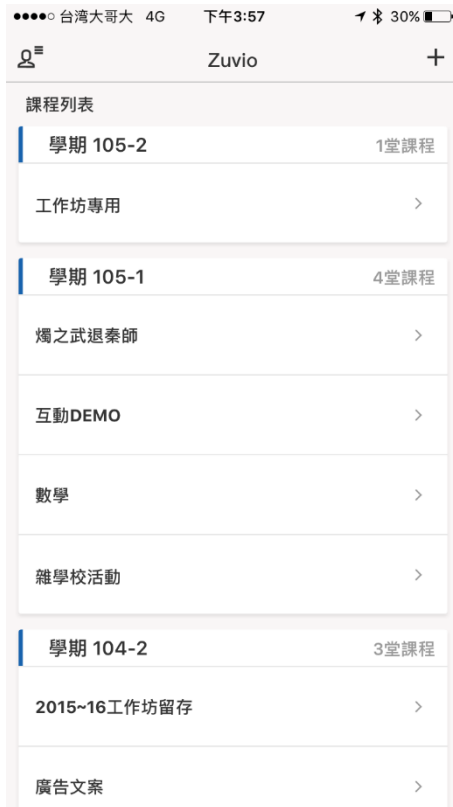 台湾大哥大 4G 下午3:57 30%
Zuvio
課程列表
學期 105-2 1堂課程
工作坊專用
學期 105-1 4堂課程
燭之武退秦師
互動DEMO
數學
雜學校活動
學期 104-2 3堂課程
2015~16工作坊留存
廣告文案